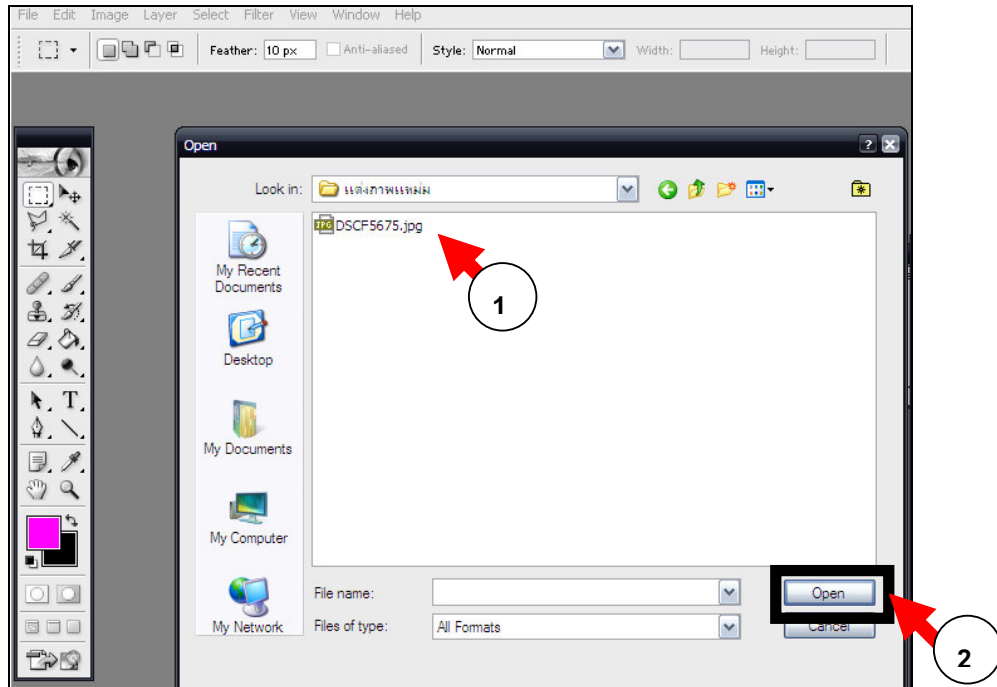 File Edit Image Layer Select Filter View Window Help
Feather: 10 px Anti-aliased Style: Normal Width: Height:
Open
Look in: แต่งภาพแหม่ม
JPG DSCF5675.jpg
My Recent
Documents
1
Desktop
T
My Documents
My Computer
My Network
File name: Open
Files of type: All Formats Cancel
2